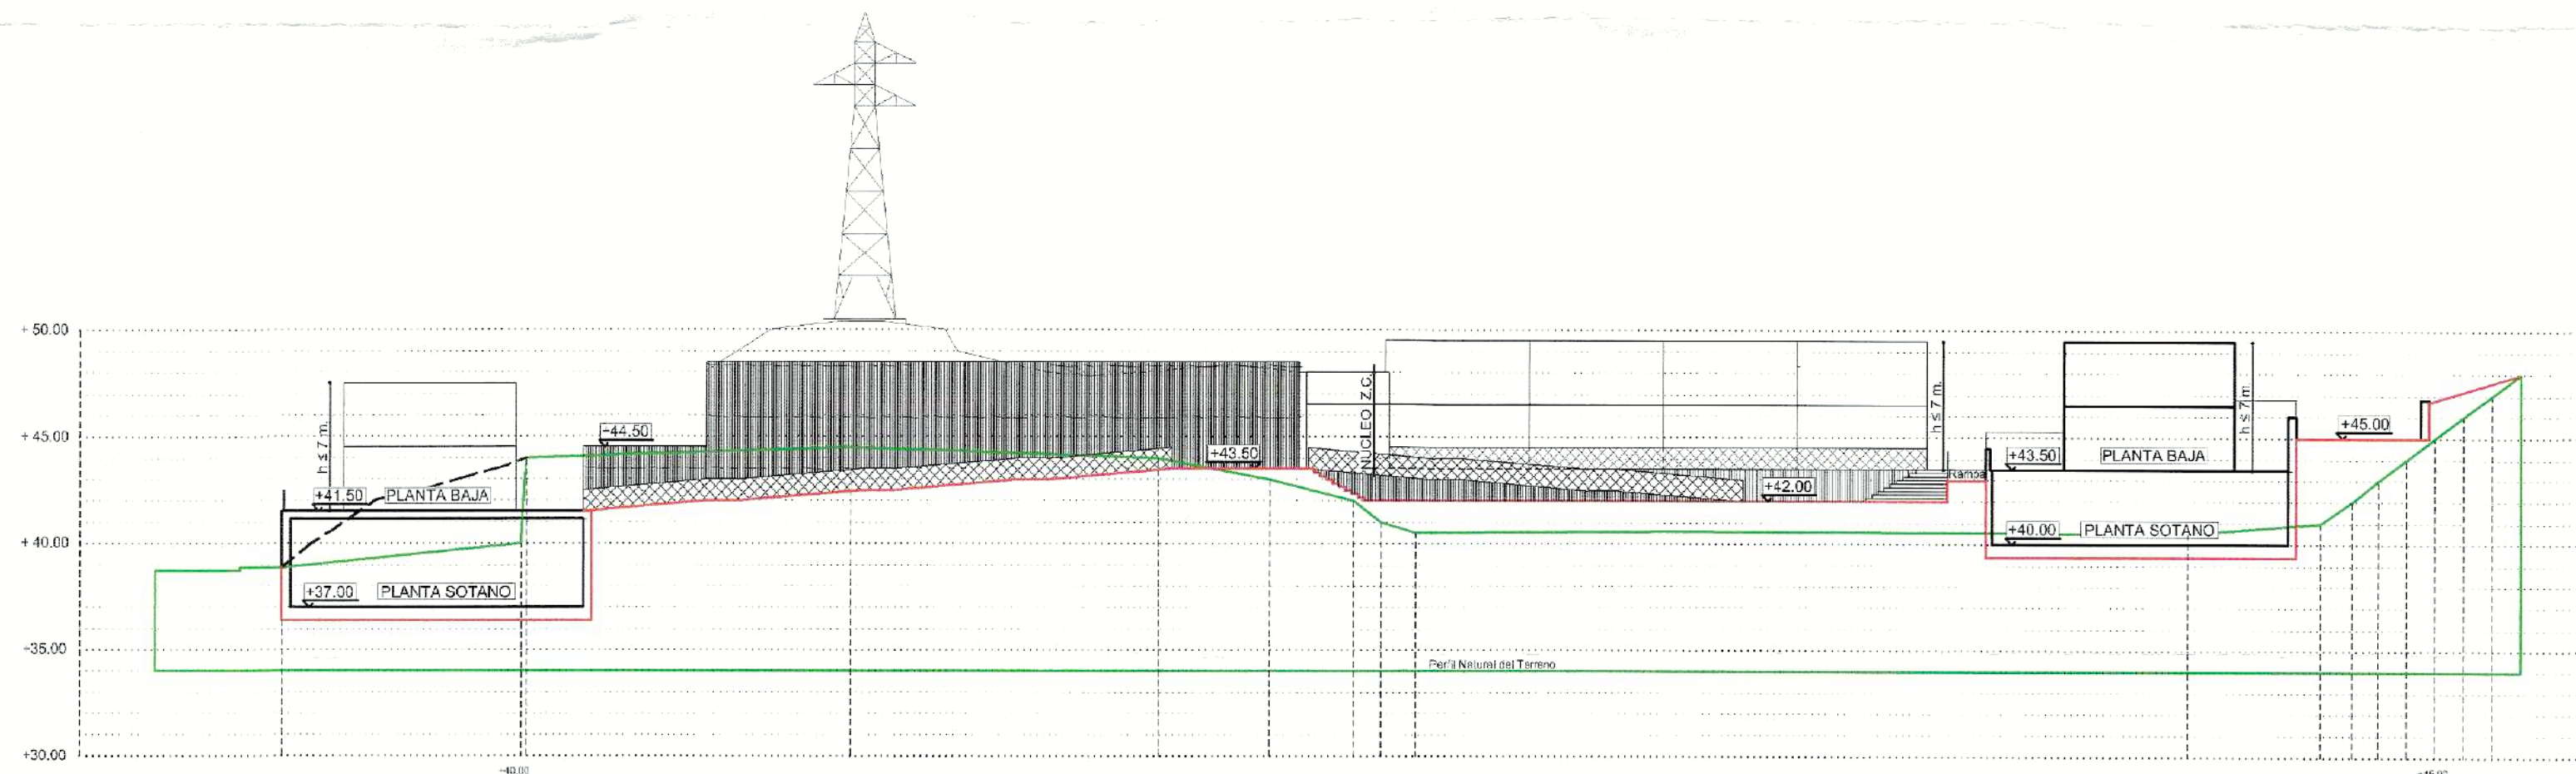 + 50.00
+ 45.00
+ 40.00
+35.00
+30.00
h ≤ 7 m.
+41.50
PLANTA BAJA
+37.00
PLANTA SOTANO
+44.50
+43.50
NUCLEO Z.C.
+42.00
h ≤ 7 m.
Rampa
+43.50
PLANTA BAJA
+40.00
PLANTA SOTANO
h ≤ 7 m.
+45.00
Perfil Natural del Terreno
+40.00